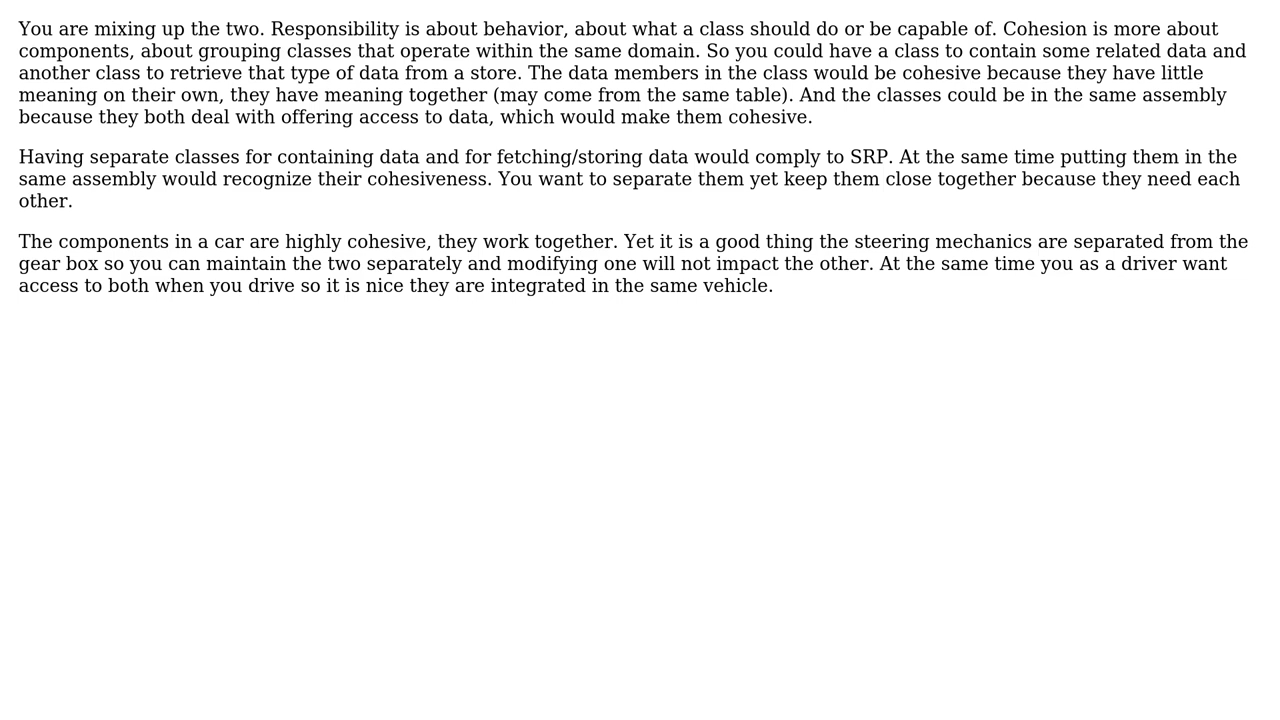 You are mixing up the two. Responsibility is about behavior, about what a class should do or be capable of. Cohesion is more about
components, about grouping classes that operate within the same domain. So you could have a class to contain some related data and
another class to retrieve that type of data from a store. The data members in the class would be cohesive because they have little
meaning on their own, they have meaning together (may come from the same table). And the classes could be in the same assembly
because they both deal with offering access to data, which would make them cohesive.
Having separate classes for containing data and for fetching/storing data would comply to SRP. At the same time putting them in the
same assembly would recognize their cohesiveness. You want to separate them yet keep them close together because they need each
other.
The components in a car are highly cohesive, they work together. Yet it is a good thing the steering mechanics are separated from the
gear box so you can maintain the two separately and modifying one will not impact the other. At the same time you as a driver want
access to both when you drive so it is nice they are integrated in the same vehicle.